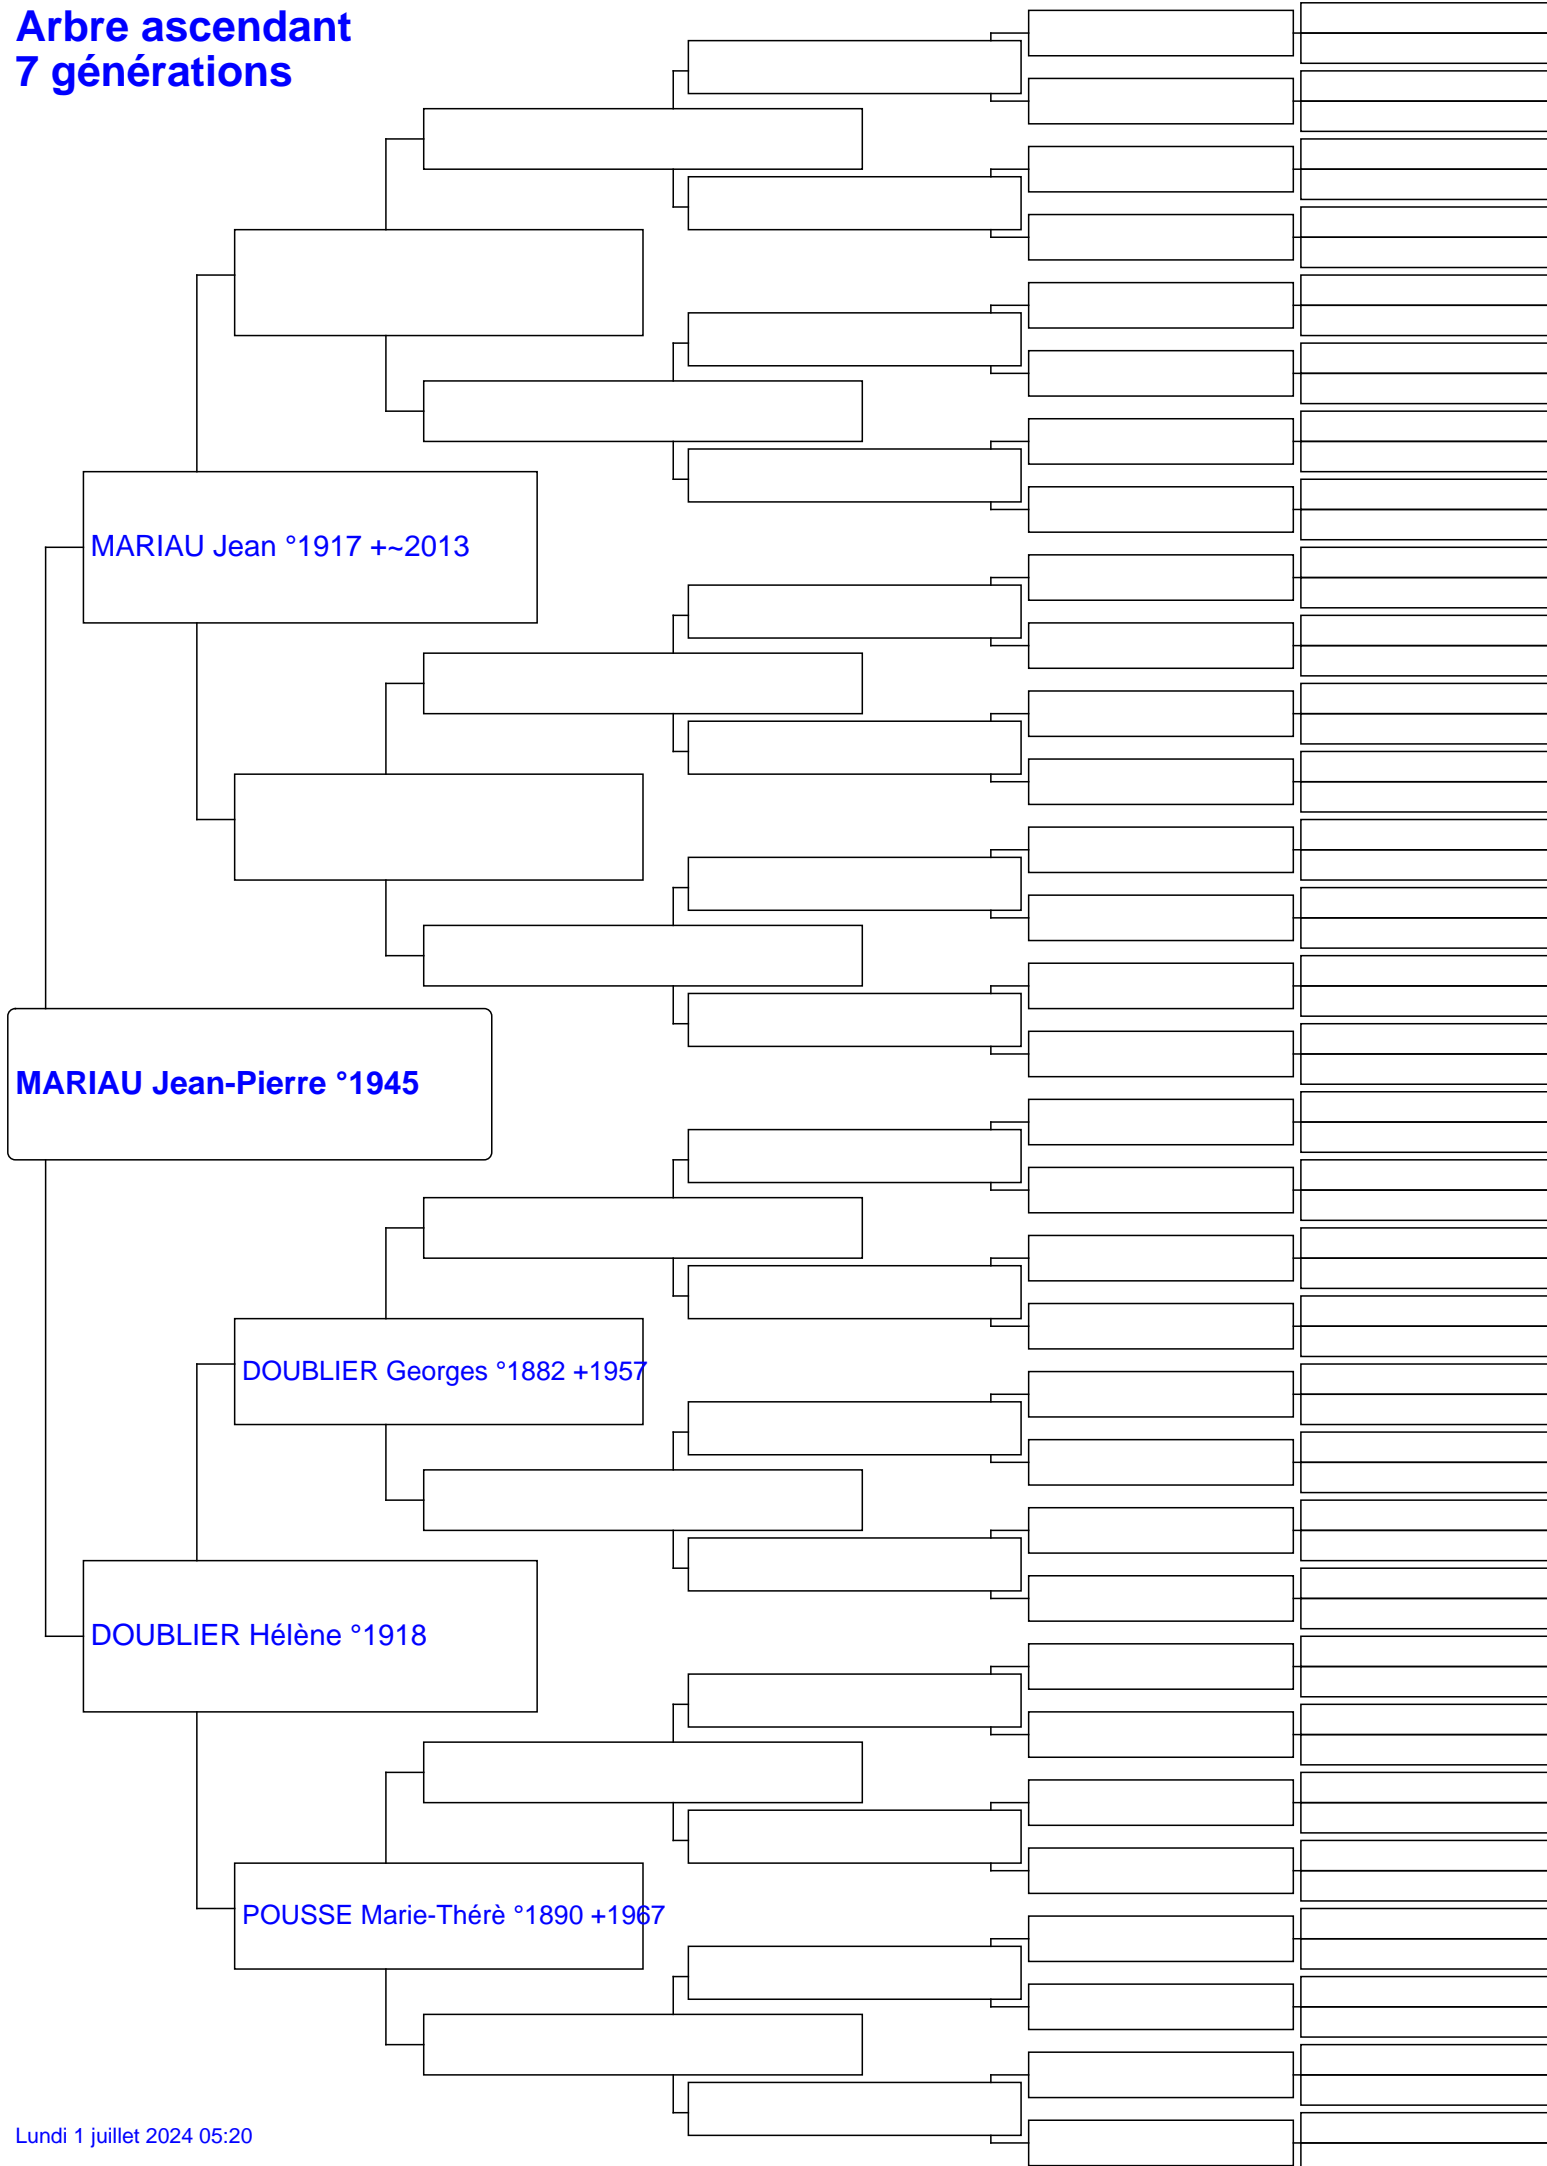 Arbre ascendant
7 générations
MARIAU Jean °1917 +~2013
MARIAU Jean-Pierre °1945
DOUBLIER Georges °1882 +1957
DOUBLIER Hélène °1918
POUSSE Marie-Thérè °1890 +1967
Lundi 1 juillet 2024 05:20